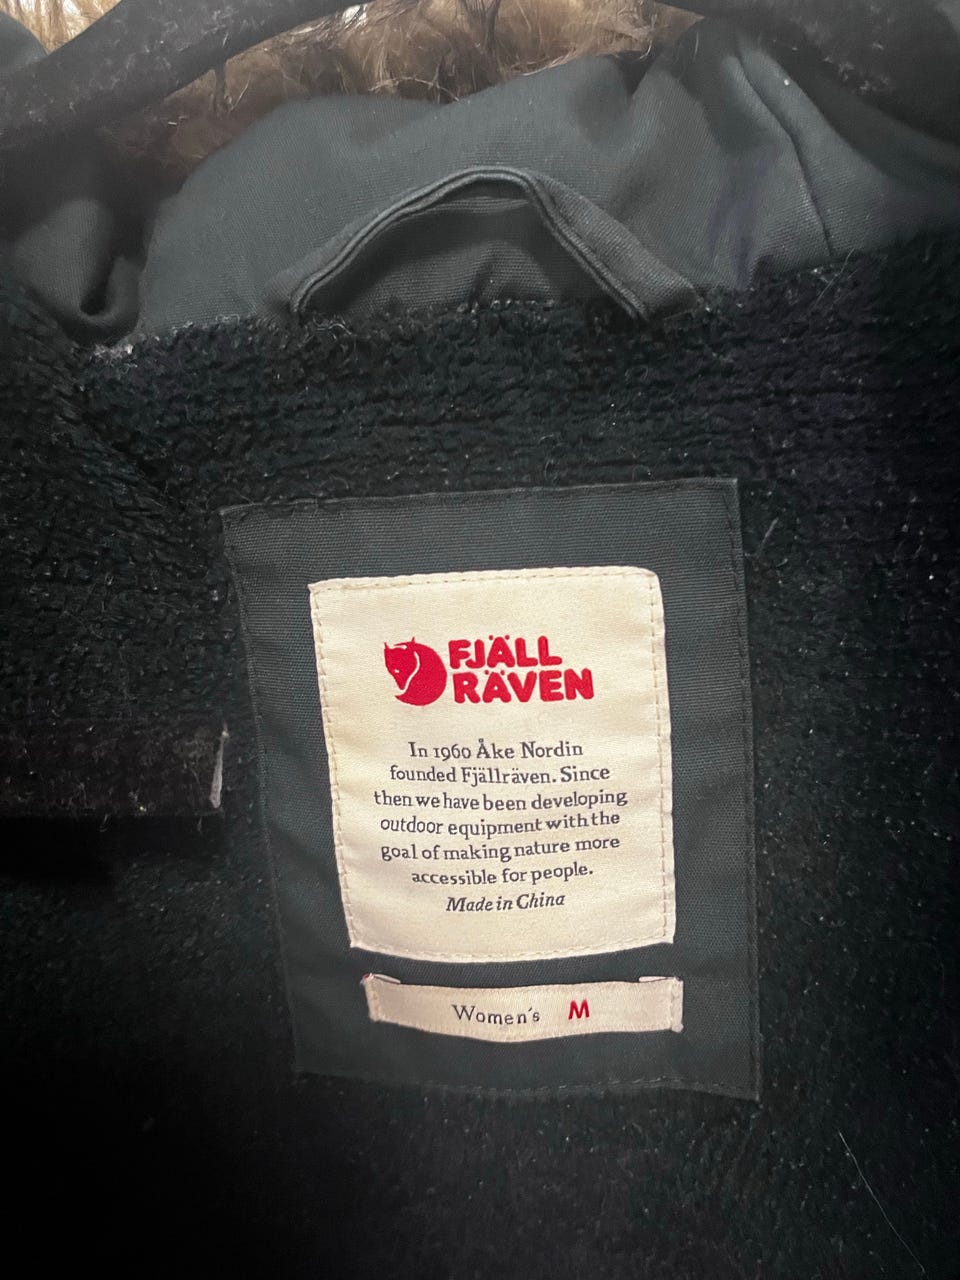 FJÄLL
RÄVEN
In 1960 Åke Nordin
founded Fjällräven. Since
then we have been developing
outdoor equipment with the
goal of making nature more
accessible for people.
Made in China
Women's M